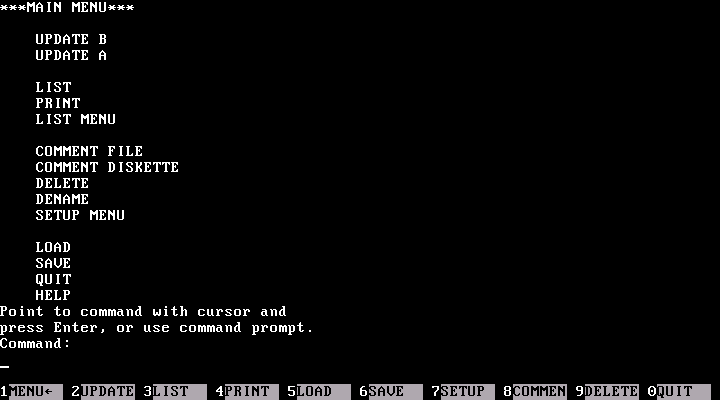 ***MAIN MENU***
UPDATE B
UPDATE A
LIST
PRINT
LIST MENU
COMMENT FILE
COMMENT DISKETTE
DELETE
DENAME
SETUP MENU
LOAD
SAVE
QUIT
HELP
Point to command with cursor and
press Enter, or use command prompt.
Command:
1MENU← 2UPDATE 3LIST 4PRINT 5LOAD 6SAVE 7SETUP 8COMMEN 9DELETE 0QUIT